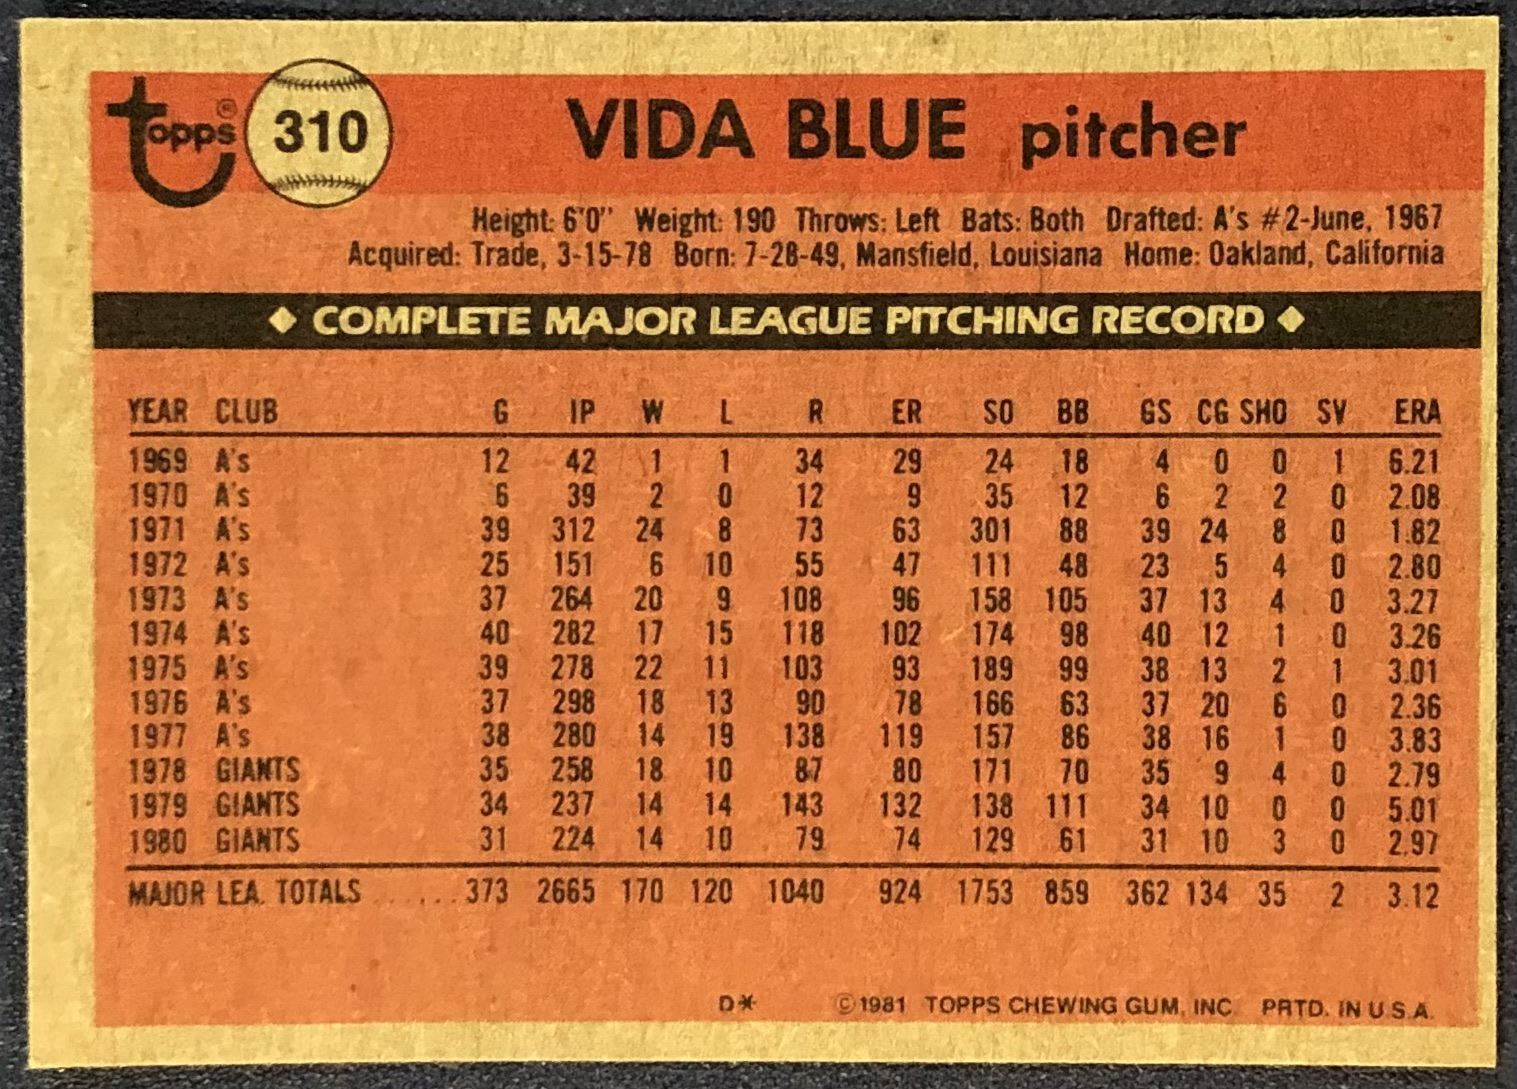 Topps® 310 VIDA BLUE pitcher
Height: 6'0" Weight: 190 Throws: Left Bats: Both Drafted: A's #2-June, 1967
Acquired: Trade, 3-15-78 Born: 7-28-49, Mansfield, Louisiana Home: Oakland, California
◆ COMPLETE MAJOR LEAGUE PITCHING RECORD ◆
YEAR CLUB G IP W L R ER SO BB GS CG SHO SV ERA
1969 A's 12 42 1 1 34 29 24 18 4 0 0 1 6.21
1970 A's 6 39 2 0 12 9 35 12 6 2 2 0 2.08
1971 A's 39 312 24 8 73 63 301 88 39 24 8 0 1.82
1972 A's 25 151 6 10 55 47 111 48 23 5 4 0 2.80
1973 A's 37 264 20 9 108 96 158 105 37 13 4 0 3.27
1974 A's 40 282 17 15 118 102 174 98 40 12 1 0 3.26
1975 A's 39 278 22 11 103 93 189 99 38 13 2 1 3.01
1976 A's 37 298 18 13 90 78 166 63 37 20 6 0 2.36
1977 A's 38 280 14 19 138 119 157 86 38 16 1 0 3.83
1978 GIANTS 35 258 18 10 87 80 171 70 35 9 4 0 2.79
1979 GIANTS 34 237 14 14 143 132 138 111 34 10 0 0 5.01
1980 GIANTS 31 224 14 10 79 74 129 61 31 10 3 0 2.97
MAJOR LEA. TOTALS ...... 373 2665 170 120 1040 924 1753 859 362 134 35 2 3.12
D* ©1981 TOPPS CHEWING GUM, INC. PRTD. IN U.S.A.